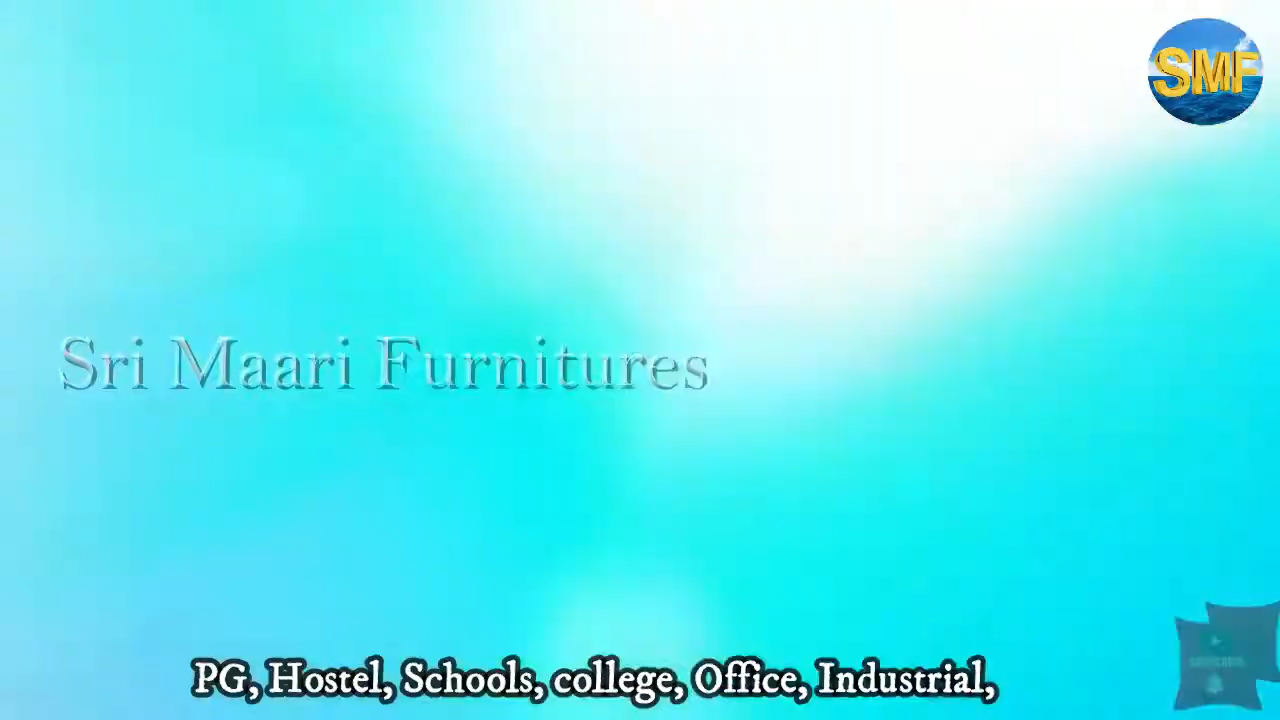 SMF
Sri Maari Furnitures
PG, Hostel, Schools, college, Office, Industrial,